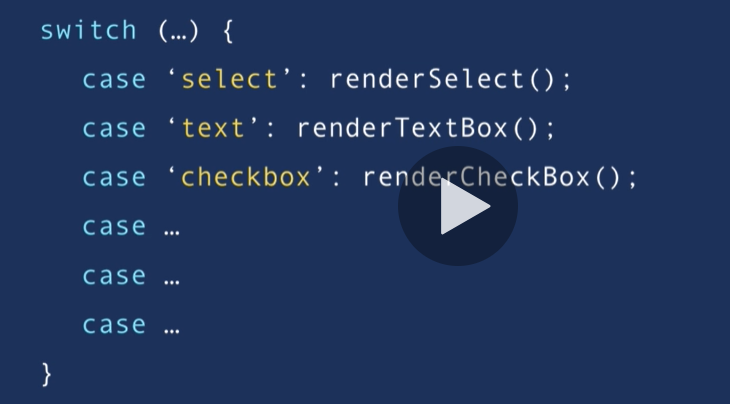 switch (…) {
case ‘select’: renderSelect();
case ‘text’: renderTextBox();
case ‘checkbox’: renderCheckBox();
case …
case …
case …
}